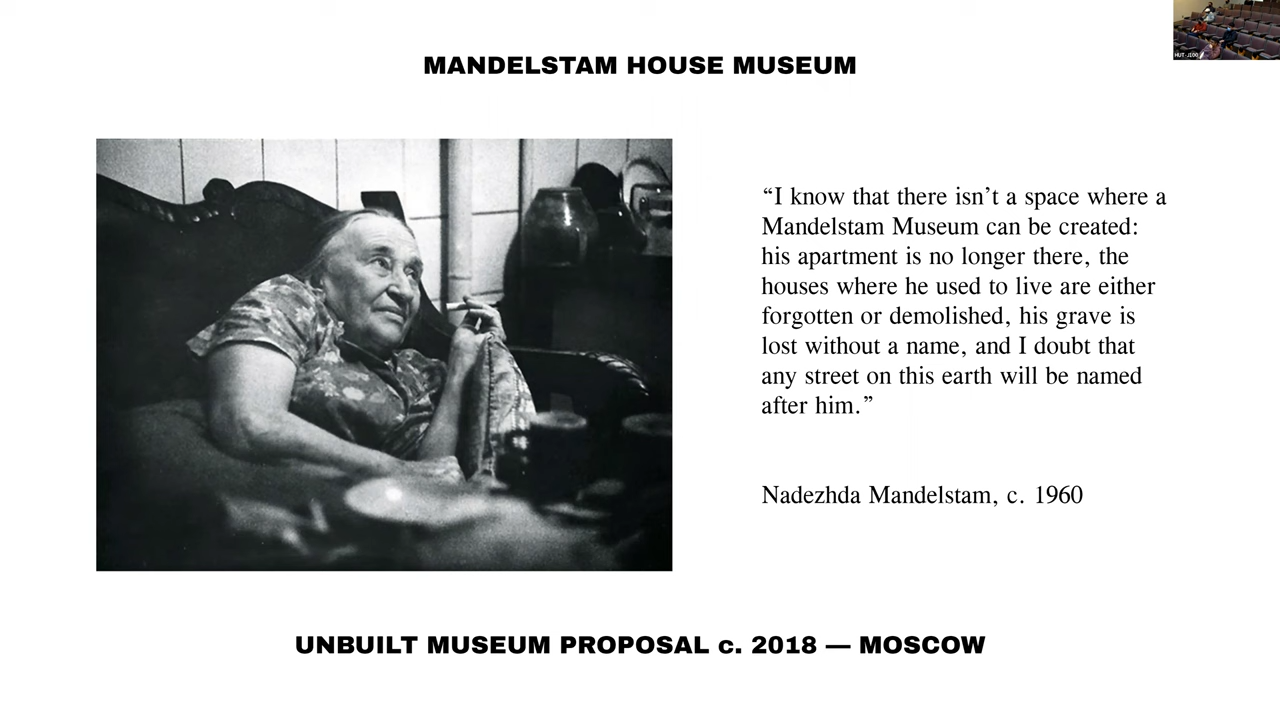 MANDELSTAM HOUSE MUSEUM
“I know that there isn’t a space where a
Mandelstam Museum can be created:
his apartment is no longer there, the
houses where he used to live are either
forgotten or demolished, his grave is
lost without a name, and I doubt that
any street on this earth will be named
after him.”
Nadezhda Mandelstam, c. 1960
UNBUILT MUSEUM PROPOSAL c. 2018 — MOSCOW